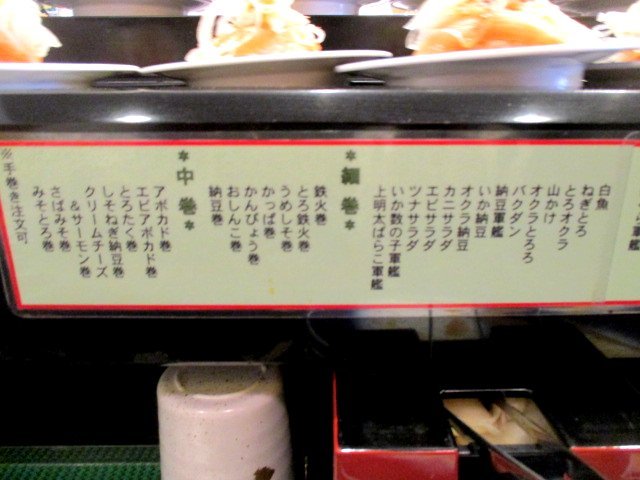 軍艦
白魚
ねぎとろ
とろオクラ
山かけ
オクラとろろ
バクダン
納豆軍艦
いか納豆
オクラ納豆
カニサラダ
エビサラダ
ツナサラダ
いか数の子軍艦
上明太ばらこ軍艦
*細巻*
鉄火巻
とろ鉄火巻
うめしそ巻
かっぱ巻
かんぴょう巻
おしんこ巻
納豆巻
*中巻*
アボカド巻
エビアボカド巻
とろたく巻
しそねぎ納豆巻
クリームチーズ
&サーモン巻
さばみそ巻
みそとろ巻
※手巻き注文可